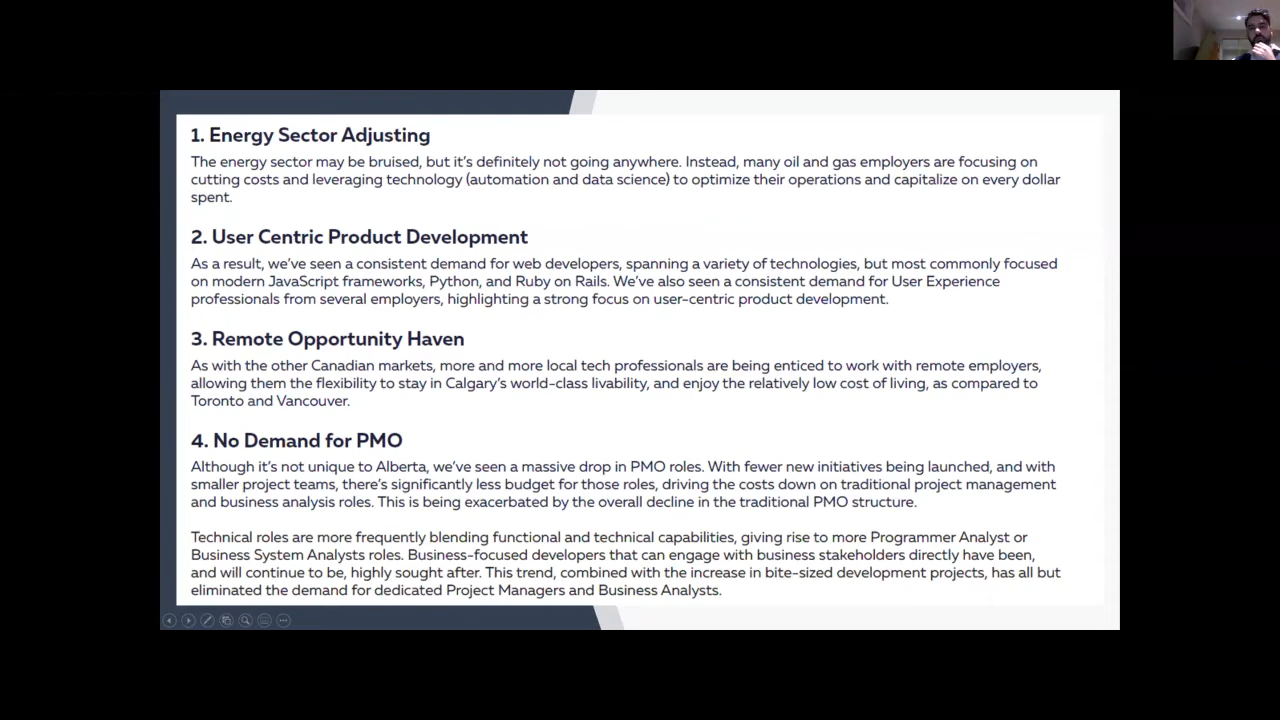 1. Energy Sector Adjusting
The energy sector may be bruised, but it's definitely not going anywhere. Instead, many oil and gas employers are focusing on
cutting costs and leveraging technology (automation and data science) to optimize their operations and capitalize on every dollar
spent.
2. User Centric Product Development
As a result, we've seen a consistent demand for web developers, spanning a variety of technologies, but most commonly focused
on modern JavaScript frameworks, Python, and Ruby on Rails. We've also seen a consistent demand for User Experience
professionals from several employers, highlighting a strong focus on user-centric product development.
3. Remote Opportunity Haven
As with the other Canadian markets, more and more local tech professionals are being enticed to work with remote employers,
allowing them the flexibility to stay in Calgary's world-class livability, and enjoy the relatively low cost of living, as compared to
Toronto and Vancouver.
4. No Demand for PMO
Although it's not unique to Alberta, we've seen a massive drop in PMO roles. With fewer new initiatives being launched, and with
smaller project teams, there's significantly less budget for those roles, driving the costs down on traditional project management
and business analysis roles. This is being exacerbated by the overall decline in the traditional PMO structure.
Technical roles are more frequently blending functional and technical capabilities, giving rise to more Programmer Analyst or
Business System Analysts roles. Business-focused developers that can engage with business stakeholders directly have been,
and will continue to be, highly sought after. This trend, combined with the increase in bite-sized development projects, has all but
eliminated the demand for dedicated Project Managers and Business Analysts.